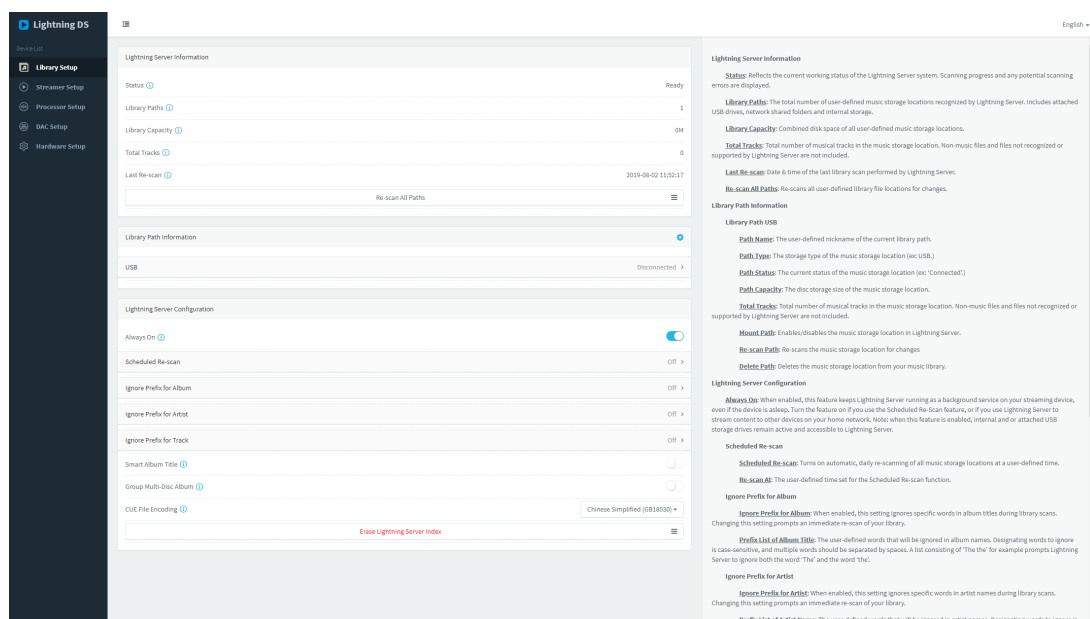 Lightning DS
English
Device List
Library Setup
Streamer Setup
Processor Setup
DAC Setup
Hardware Setup
Lightning Server Information
Status
Ready
Library Paths
1
Library Capacity
0M
Total Tracks
0
Last Re-scan
2019-08-02 11:52:17
Re-scan All Paths
Library Path Information
USB
Disconnected
Lightning Server Configuration
Always On
Scheduled Re-scan
Off
Ignore Prefix for Album
Off
Ignore Prefix for Artist
Off
Ignore Prefix for Track
Off
Smart Album Title
Group Multi-Disc Album
CUE File Encoding
Chinese Simplified (GB18030)
Erase Lightning Server Index
Lightning Server Information
Status: Reflects the current working status of the Lightning Server system. Scanning progress and any potential scanning
errors are displayed.
Library Paths: The total number of user-defined music storage locations recognized by Lightning Server. Includes attached
USB drives, network shared folders and internal storage.
Library Capacity: Combined disk space of all user-defined music storage locations.
Total Tracks: Total number of musical tracks in the music storage location. Non-music files and files not recognized or
supported by Lightning Server are not included.
Last Re-scan: Date & time of the last library scan performed by Lightning Server.
Re-scan All Paths: Re-scans all user-defined library file locations for changes.
Library Path Information
Library Path USB
Path Name: The user-defined nickname of the current library path.
Path Type: The storage type of the music storage location (ex: USB.)
Path Status: The current status of the music storage location (ex: 'Connected'.)
Path Capacity: The disc storage size of the music storage location.
Total Tracks: Total number of musical tracks in the music storage location. Non-music files and files not recognized or
supported by Lightning Server are not included.
Mount Path: Enables/disables the music storage location in Lightning Server.
Re-scan Path: Re-scans the music storage location for changes
Delete Path: Deletes the music storage location from your music library.
Lightning Server Configuration
Always On: When enabled, this feature keeps Lightning Server running as a background service on your streaming device,
even if the device is asleep. Turn the feature on if you use the Scheduled Re-Scan feature, or if you use Lightning Server to
stream content to other devices on your home network. Note: when this feature is enabled, internal and or attached USB
storage drives remain active and accessible to Lightning Server.
Scheduled Re-scan
Scheduled Re-scan: Turns on automatic, daily re-scanning of all music storage locations at a user-defined time.
Re-scan At: The user-defined time set for the Scheduled Re-scan function.
Ignore Prefix for Album
Ignore Prefix for Album: When enabled, this setting ignores specific words in album titles during library scans.
Changing this setting prompts an immediate re-scan of your library.
Prefix List of Album Title: The user-defined words that will be ignored in album names. Designating words to ignore
is case-sensitive, and multiple words should be separated by spaces. A list consisting of 'The the' for example prompts Lightning
Server to ignore both the word 'The' and the word 'the'.
Ignore Prefix for Artist
Ignore Prefix for Artist: When enabled, this setting ignores specific words in artist names during library scans.
Changing this setting prompts an immediate re-scan of your library.